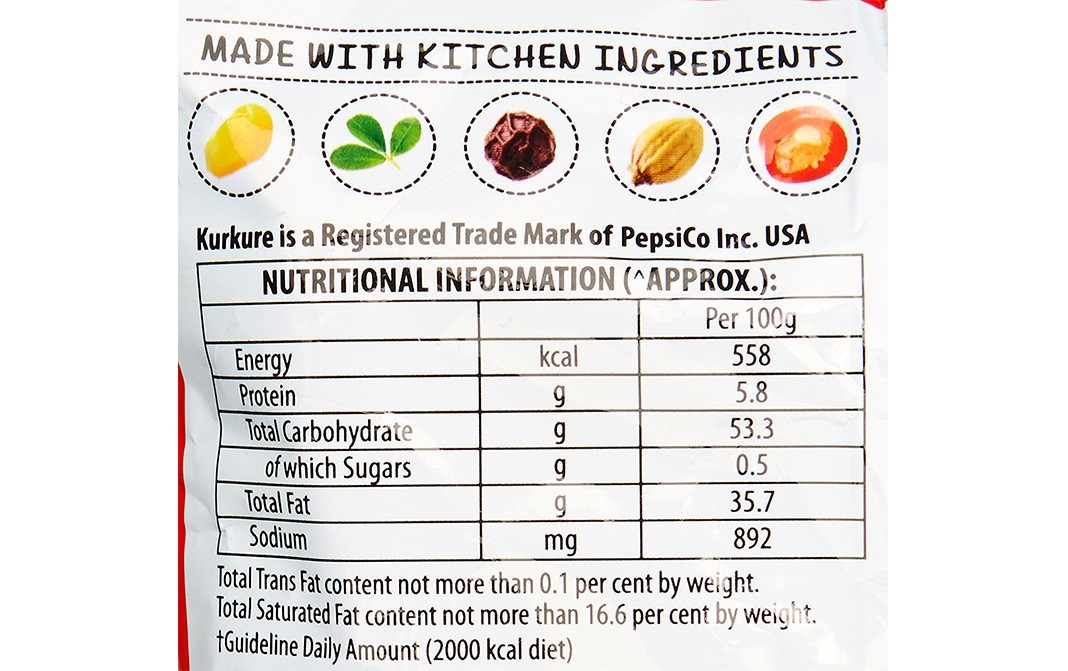 MADE WITH KITCHEN INGREDIENTS
Kurkure is a Registered Trade Mark of PepsiCo Inc. USA
NUTRITIONAL INFORMATION (^APPROX.):
Per 100g
Energy kcal 558
Protein g 5.8
Total Carbohydrate g 53.3
of which Sugars g 0.5
Total Fat g 35.7
Sodium mg 892
Total Trans Fat content not more than 0.1 per cent by weight.
Total Saturated Fat content not more than 16.6 per cent by weight.
†Guideline Daily Amount (2000 kcal diet)